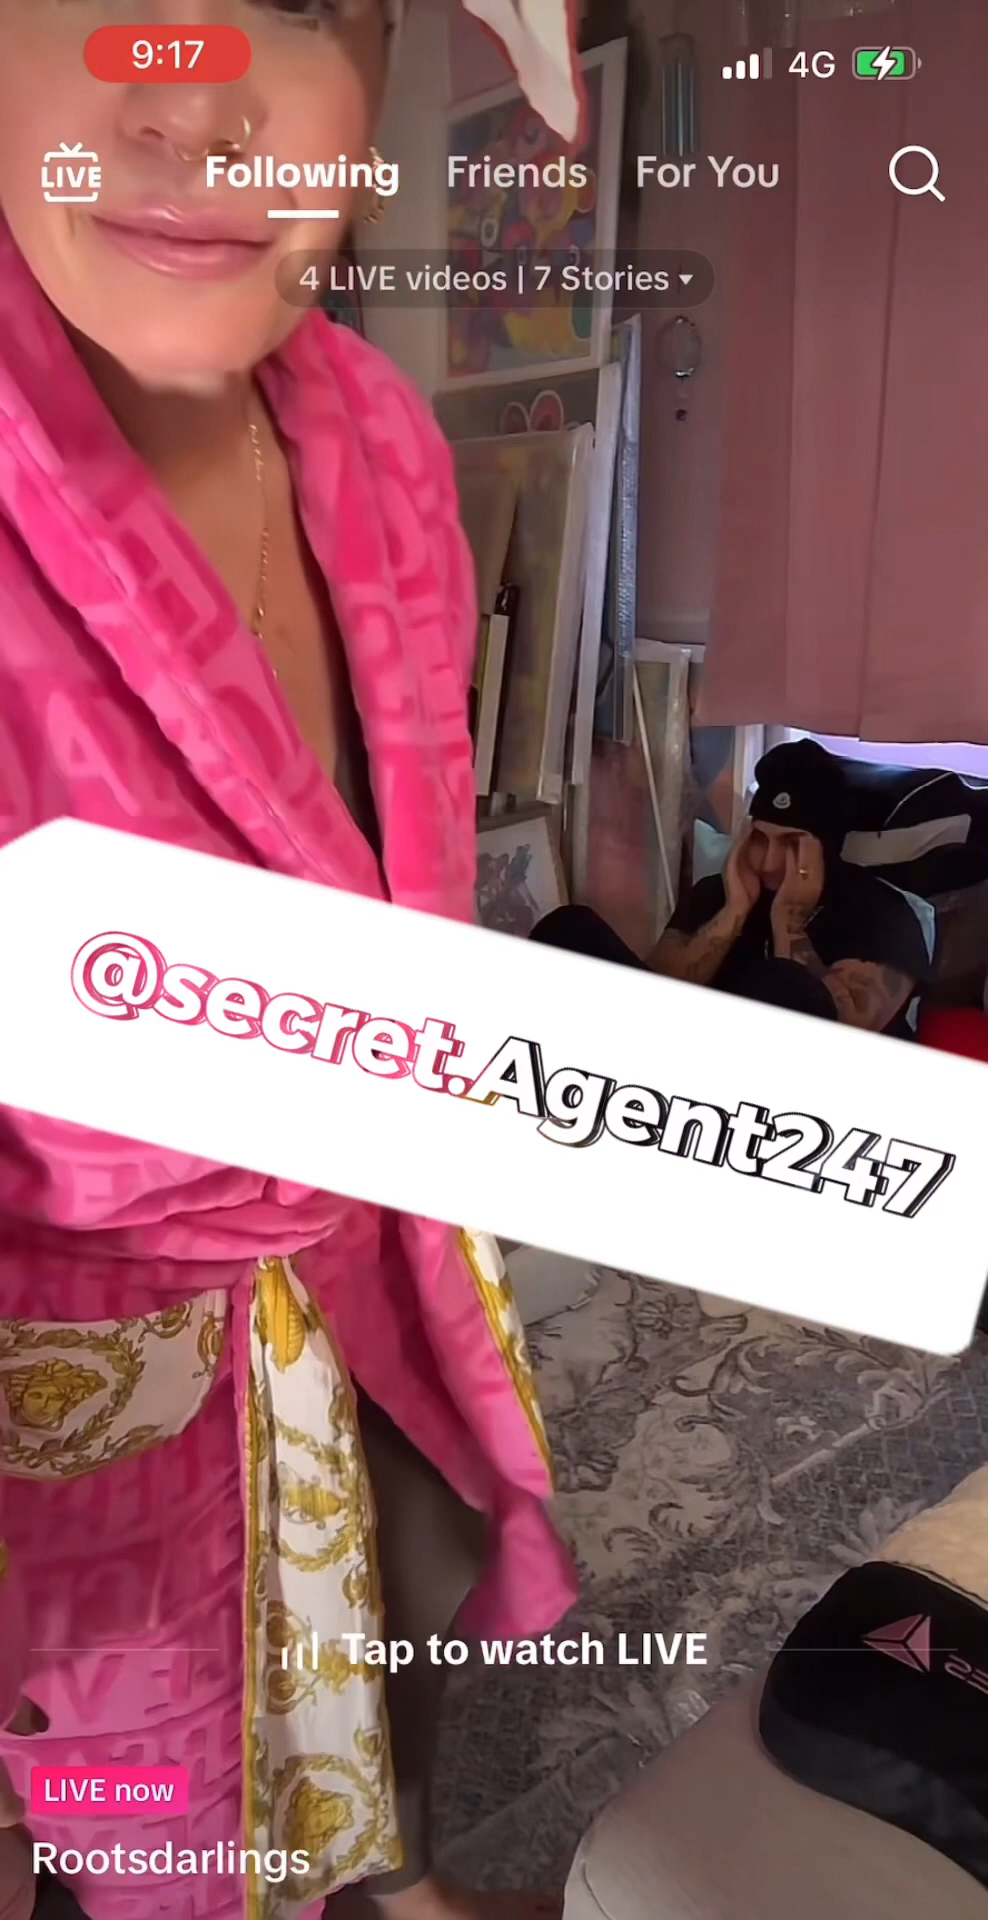 9:17
4G
LIVE
Following
Friends
For You
4 LIVE videos | 7 Stories ▾
@secret.Agent247
Tap to watch LIVE
LIVE now
Rootsdarlings